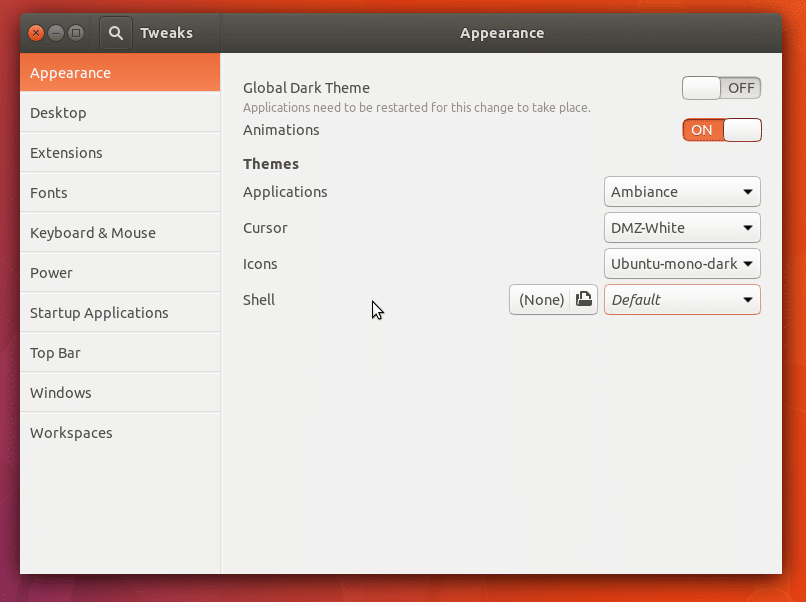 Tweaks
Appearance
Appearance
Desktop
Extensions
Fonts
Keyboard & Mouse
Power
Startup Applications
Top Bar
Windows
Workspaces
Global Dark Theme OFF
Applications need to be restarted for this change to take place.
Animations ON
Themes
Applications Ambiance
Cursor DMZ-White
Icons Ubuntu-mono-dark
Shell (None) Default